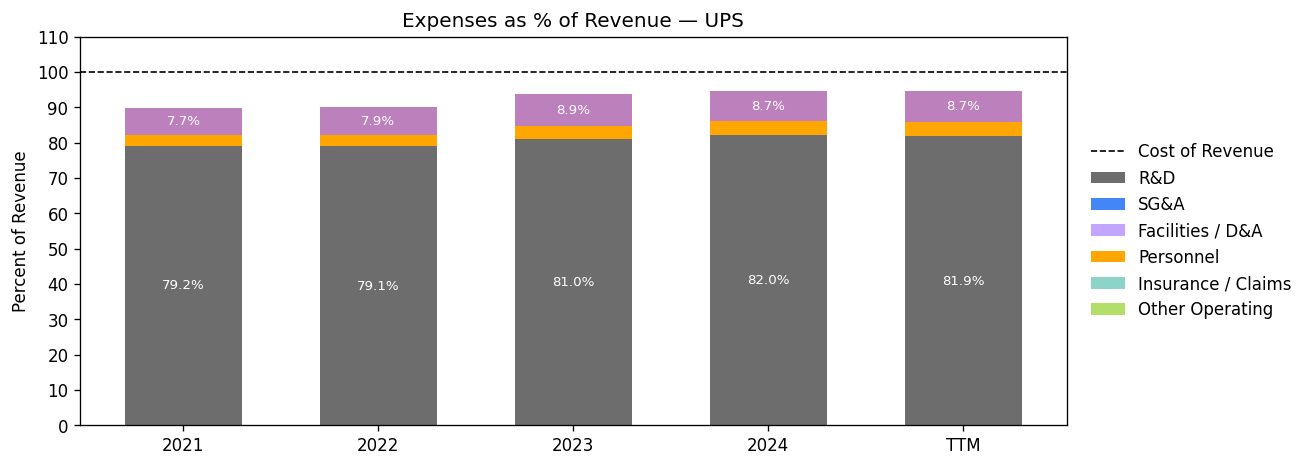 Expenses as % of Revenue — UPS
Percent of Revenue
110
100
90
80
70
60
50
40
30
20
10
0
7.7%
7.9%
8.9%
8.7%
8.7%
79.2%
79.1%
81.0%
82.0%
81.9%
2021
2022
2023
2024
TTM
Cost of Revenue
R&D
SG&A
Facilities / D&A
Personnel
Insurance / Claims
Other Operating